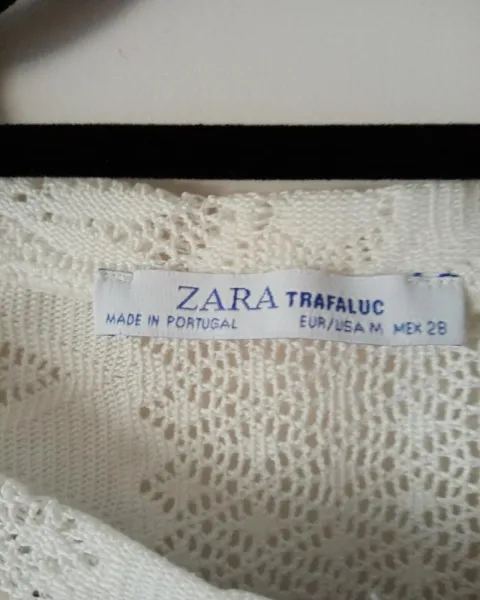 ZARA TRAFALUC
MADE IN PORTUGAL EUR/USA M MEX 28